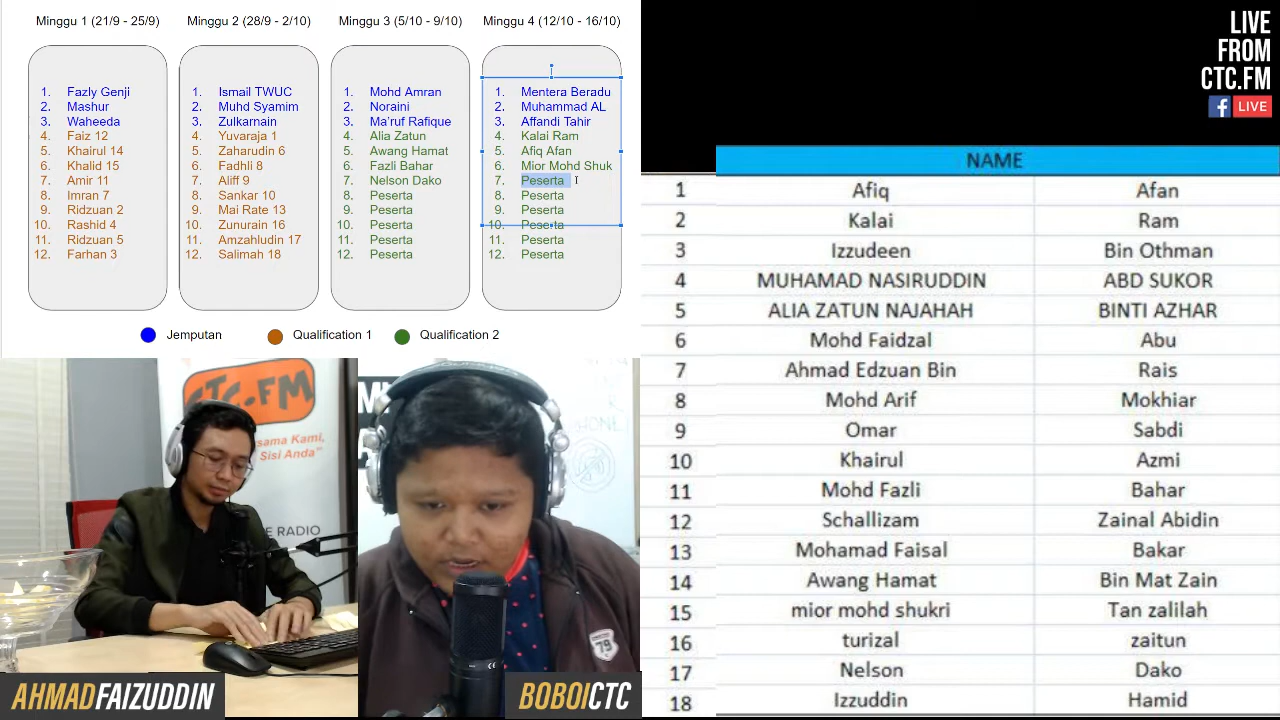 Minggu 1 (21/9 - 25/9)
1. Fazly Genji
2. Mashur
3. Waheeda
4. Faiz 12
5. Khairul 14
6. Khalid 15
7. Amir 11
8. Imran 7
9. Ridzuan 2
10. Rashid 4
11. Ridzuan 5
12. Farhan 3
Minggu 2 (28/9 - 2/10)
1. Ismail TWUC
2. Muhd Syamim
3. Zulkarnain
4. Yuvaraja 1
5. Zaharudin 6
6. Fadhli 8
7. Aliff 9
8. Sankar 10
9. Mai Rate 13
10. Zunurain 16
11. Amzahludin 17
12. Salimah 18
Minggu 3 (5/10 - 9/10)
1. Mohd Amran
2. Noraini
3. Ma'ruf Rafique
4. Alia Zatun
5. Awang Hamat
6. Fazli Bahar
7. Nelson Dako
8. Peserta
9. Peserta
10. Peserta
11. Peserta
12. Peserta
Minggu 4 (12/10 - 16/10)
1. Mentera Beradu
2. Muhammad AL
3. Affandi Tahir
4. Kalai Ram
5. Afiq Afan
6. Mior Mohd Shuk
7. Peserta
8. Peserta
9. Peserta
10. Peserta
11. Peserta
12. Peserta
Jemputan
Qualification 1
Qualification 2
LIVE
FROM
CTC.FM
f LIVE
NAME
1 Afiq Afan
2 Kalai Ram
3 Izzudeen Bin Othman
4 MUHAMAD NASIRUDDIN ABD SUKOR
5 ALIA ZATUN NAJAHAH BINTI AZHAR
6 Mohd Faidzal Abu
7 Ahmad Edzuan Bin Rais
8 Mohd Arif Mokhiar
9 Omar Sabdi
10 Khairul Azmi
11 Mohd Fazli Bahar
12 Schallizam Zainal Abidin
13 Mohamad Faisal Bakar
14 Awang Hamat Bin Mat Zain
15 mior mohd shukri Tan zalilah
16 turizal zaitun
17 Nelson Dako
18 Izzuddin Hamid
CTC.FM
sama Kami,
Sisi Anda"
E RADIO
79
AHMADFAIZUDDIN
BOBOICTC